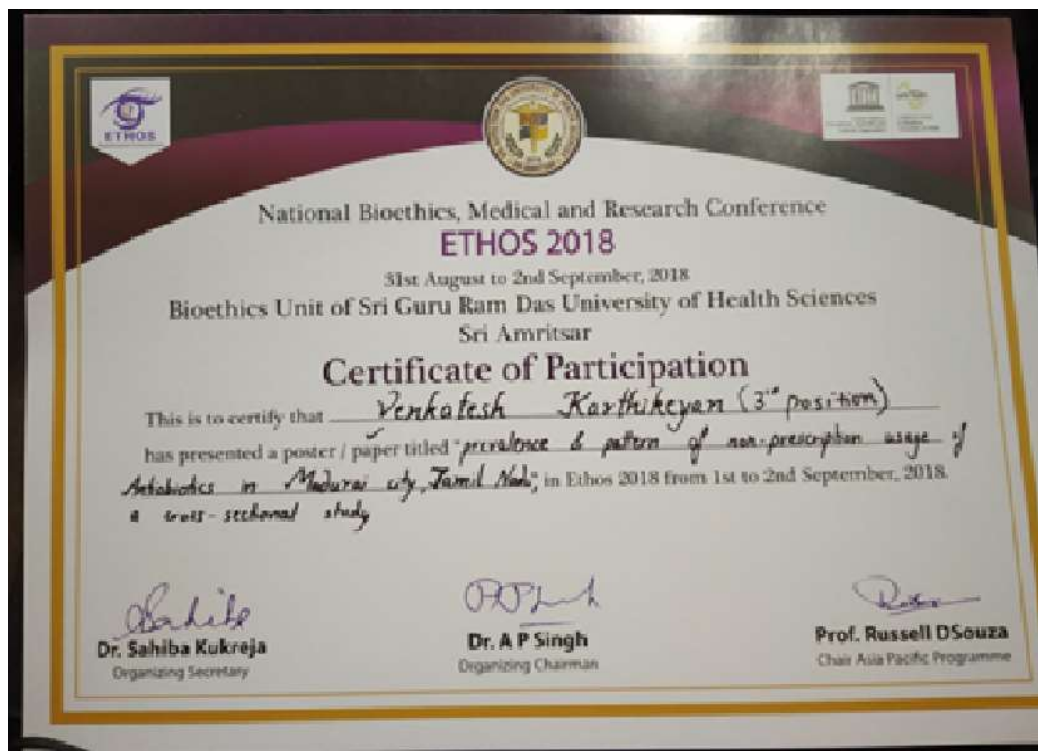 ETHOS
National Bioethics, Medical and Research Conference
ETHOS 2018
31st August to 2nd September, 2018
Bioethics Unit of Sri Guru Ram Das University of Health Sciences
Sri Amritsar
Certificate of Participation
This is to certify that Venkatesh Karthikeyan (3rd position)
has presented a poster / paper titled "prevalence & pattern of non-prescription usage of
Antibiotics in Madurai city, Tamil Nadu", in Ethos 2018 from 1st to 2nd September, 2018.
a cross-sectional study
Dr. Sahiba Kukreja
Organizing Secretary
Dr. A P Singh
Organizing Chairman
Prof. Russell DSouza
Chair Asia Pacific Programme